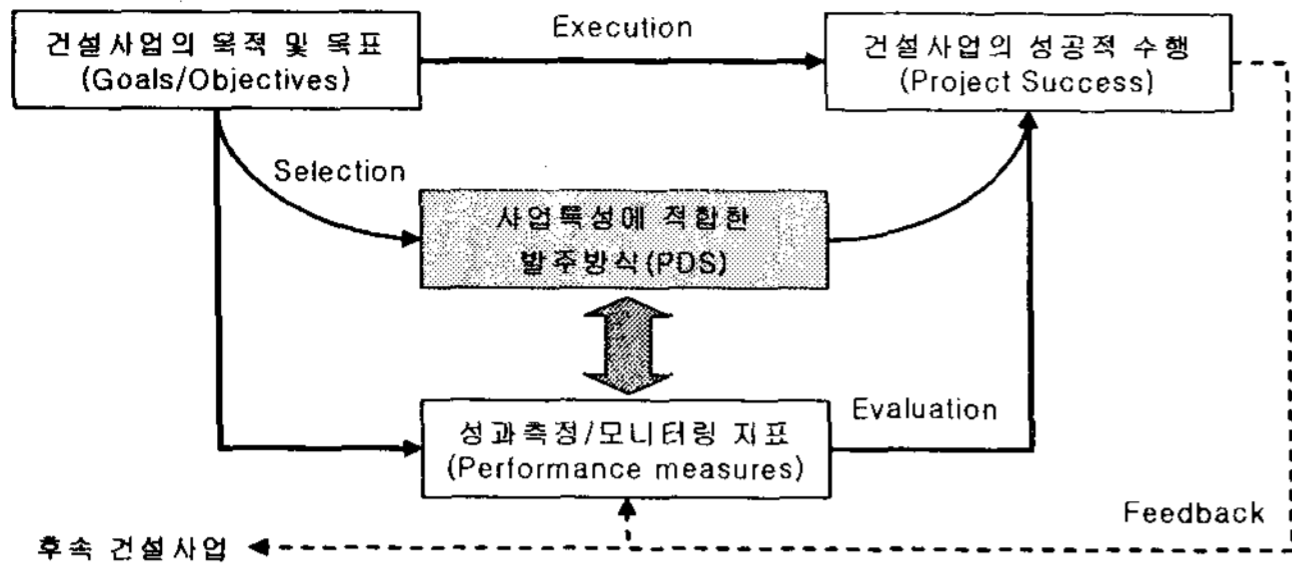 건설사업의 목적 및 목표
(Goals/Objectives)
Execution
건설사업의 성공적 수행
(Project Success)
Selection
사업특성에 적합한
발주방식(PDS)
성과측정/모니터링 지표
(Performance measures)
Evaluation
Feedback
후속 건설사업